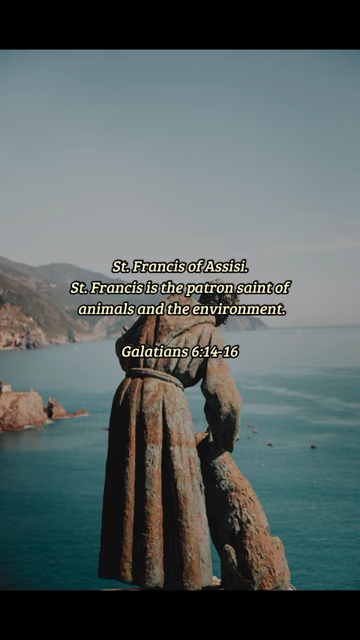 St. Francis of Assisi.
St. Francis is the patron saint of
animals and the environment.
Galatians 6:14-16